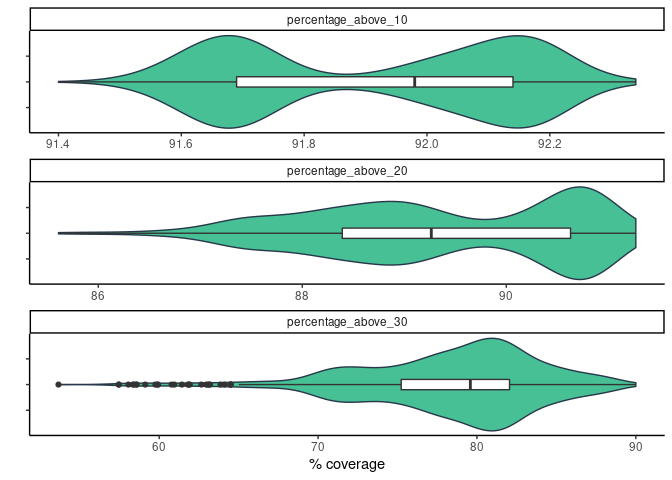 percentage_above_10
91.4 91.6 91.8 92.0 92.2
percentage_above_20
86 88 90
percentage_above_30
60 70 80 90
% coverage